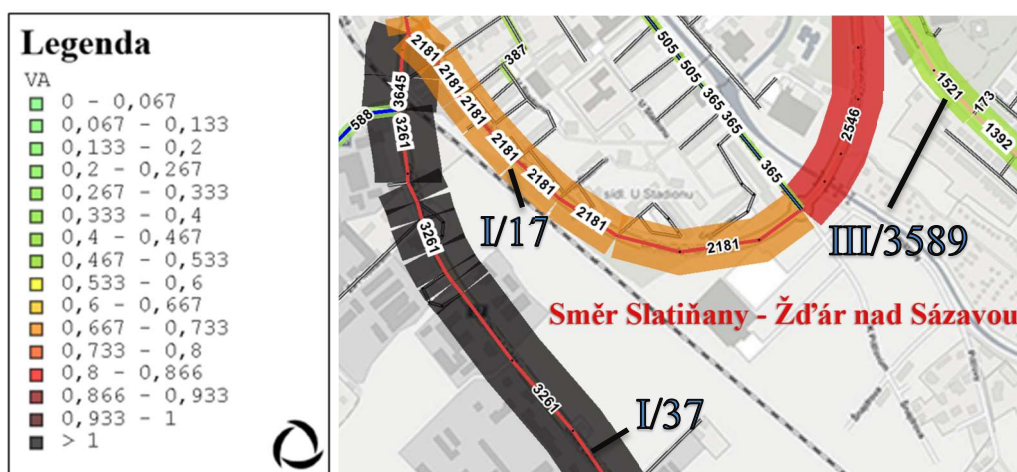 Legenda
VA
0 - 0,067
0,067 - 0,133
0,133 - 0,2
0,2 - 0,267
0,267 - 0,333
0,333 - 0,4
0,4 - 0,467
0,467 - 0,533
0,533 - 0,6
0,6 - 0,667
0,667 - 0,733
0,733 - 0,8
0,8 - 0,866
0,866 - 0,933
0,933 - 1
> 1
2181
2181
2181
2181
2181
2181
2181
387
505
505
365
365
365
2546
1521
173
1392
588
3645
3261
3261
3261
sídl. U Stadionu
I/17
III/3589
Směr Slatiňany - Žďár nad Sázavou
I/37